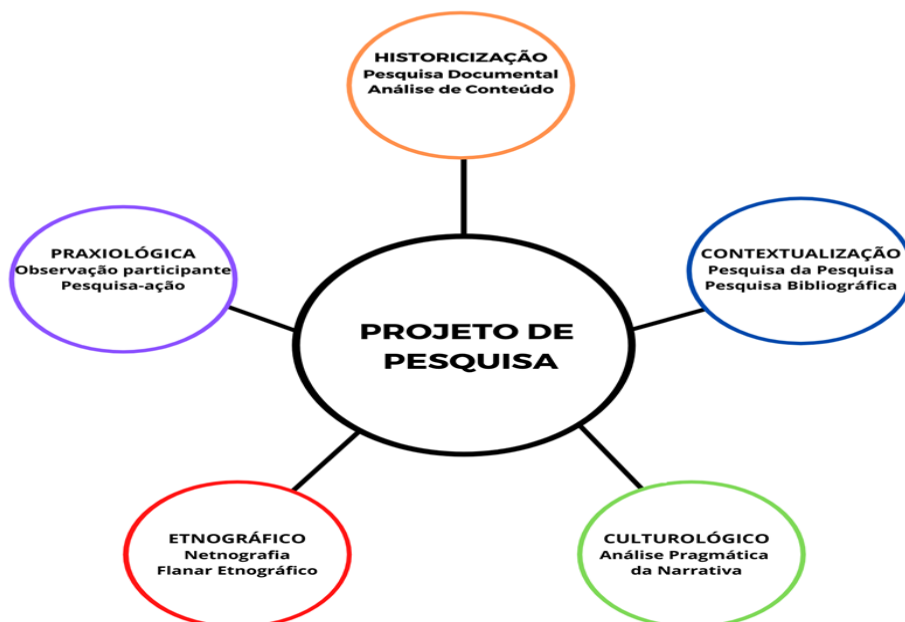 HISTORICIZAÇÃO
Pesquisa Documental
Análise de Conteúdo
PRAXIOLÓGICA
Observação participante
Pesquisa-ação
CONTEXTUALIZAÇÃO
Pesquisa da Pesquisa
Pesquisa Bibliográfica
PROJETO DE
PESQUISA
ETNOGRÁFICO
Netnografia
Flanar Etnográfico
CULTUROLÓGICO
Análise Pragmática
da Narrativa